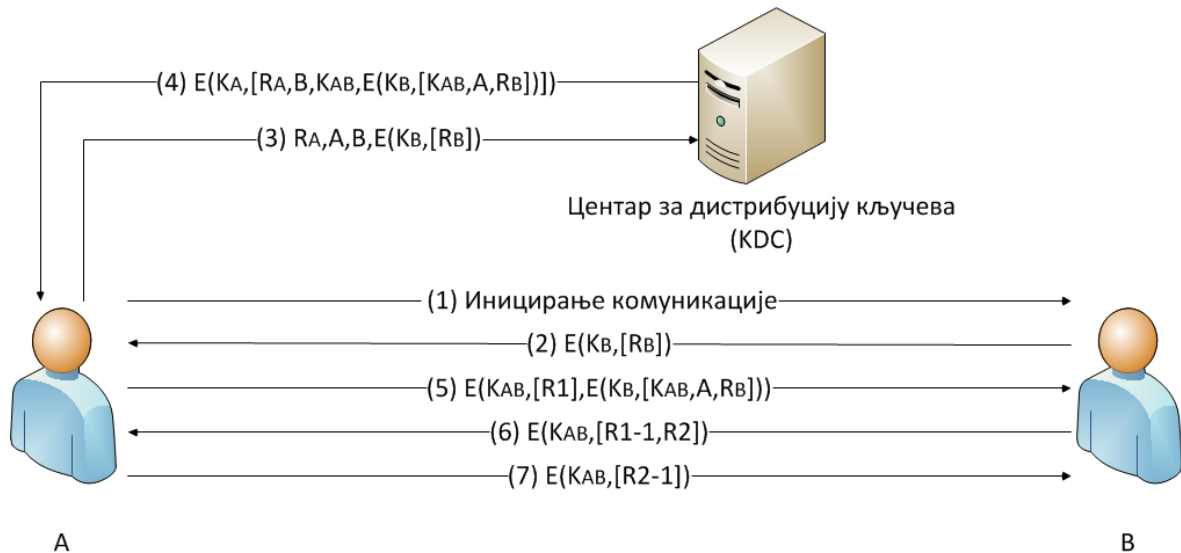 (4) E(KA,[RA,B,KAB,E(KB,[KAB,A,RB])])
(3) RA,A,B,E(KB,[RB])
Центар за дистрибуцију кључева
(KDC)
(1) Иницирање комуникације
(2) E(KB,[RB])
(5) E(KAB,[R1],E(KB,[KAB,A,RB]))
(6) E(KAB,[R1-1,R2])
(7) E(KAB,[R2-1])
A
B